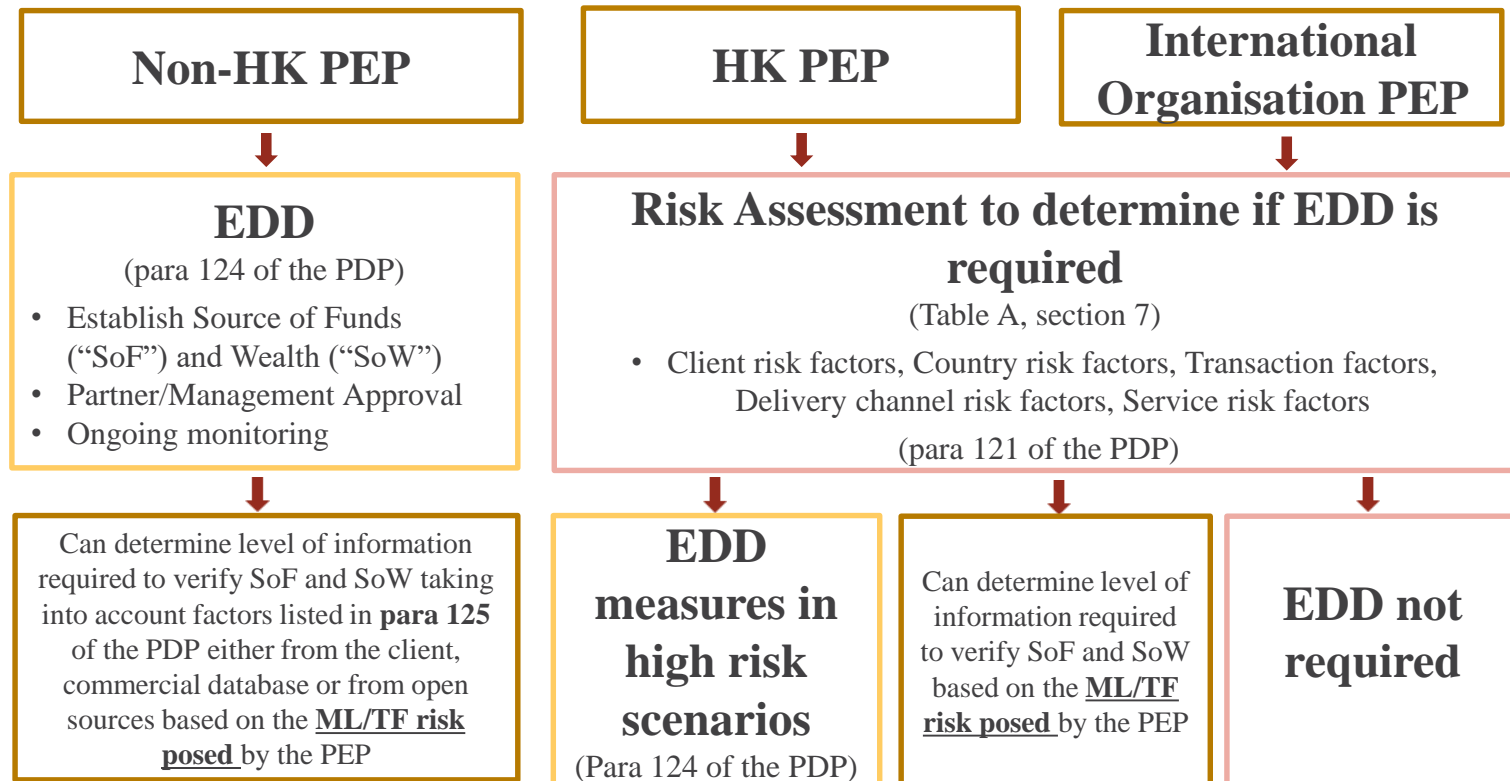 Non-HK PEP
HK PEP
International
Organisation PEP
EDD
(para 124 of the PDP)
• Establish Source of Funds
(“SoF”) and Wealth (“SoW”)
• Partner/Management Approval
• Ongoing monitoring
Risk Assessment to determine if EDD is
required
(Table A, section 7)
• Client risk factors, Country risk factors, Transaction factors,
Delivery channel risk factors, Service risk factors
(para 121 of the PDP)
Can determine level of information
required to verify SoF and SoW taking
into account factors listed in para 125
of the PDP either from the client,
commercial database or from open
sources based on the ML/TF risk
posed by the PEP
EDD
measures in
high risk
scenarios
(Para 124 of the PDP)
Can determine level of
information required
to verify SoF and SoW
based on the ML/TF
risk posed by the PEP
EDD not
required